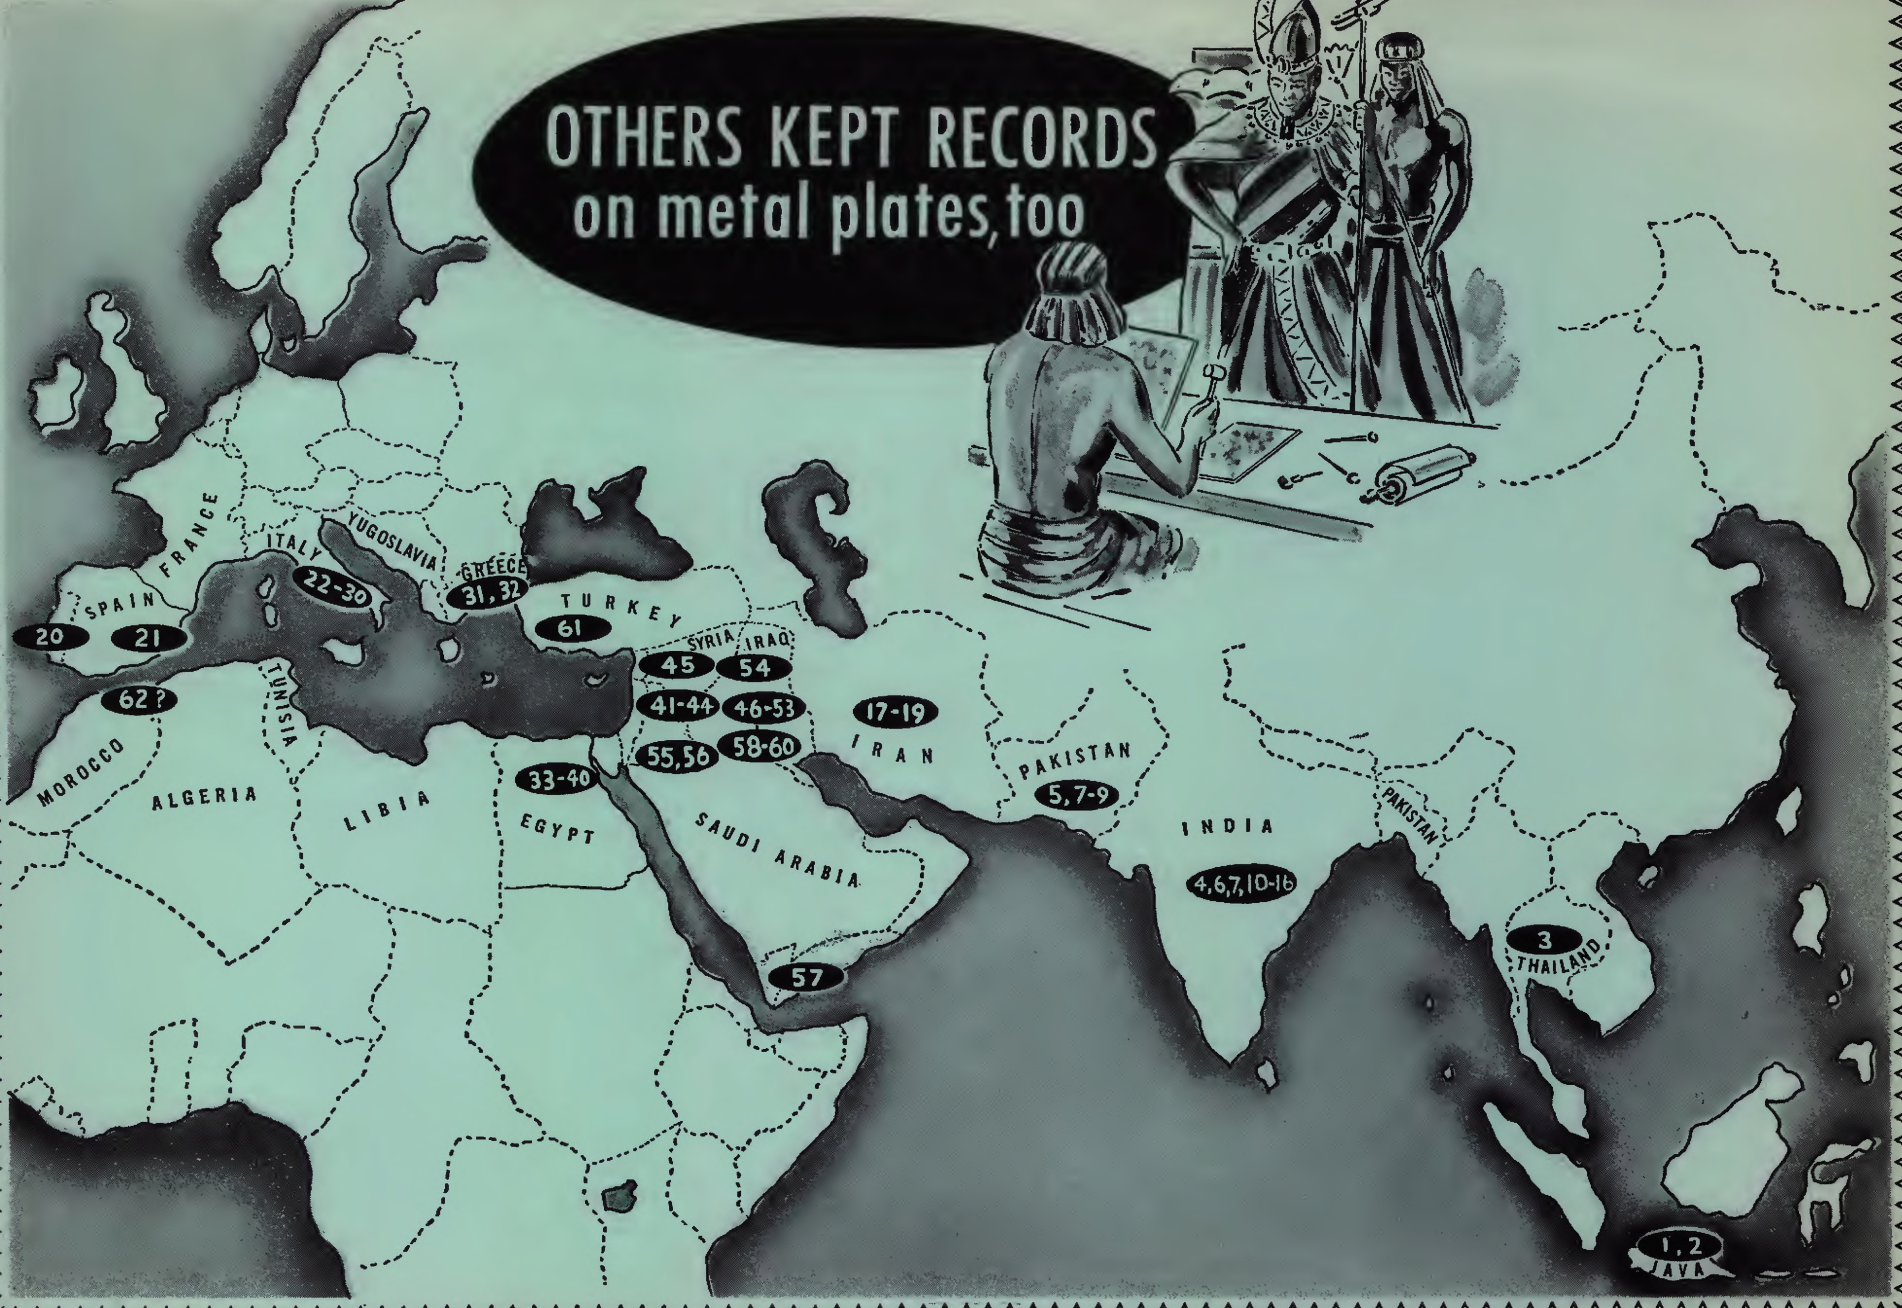 OTHERS KEPT RECORDS
on metal plates, too
FRANCE
ITALY
YUGOSLAVIA
GREECE
22-30
31, 32
SPAIN
TURKEY
20
21
61
SYRIA
IRAQ
45
54
62?
TUNISIA
41-44
46-53
17-19
IRAN
MOROCCO
55,56
58-60
PAKISTAN
33-40
5,7-9
ALGERIA
LIBIA
EGYPT
SAUDI ARABIA
INDIA
PAKISTAN
4,6,7,10-16
3
THAILAND
57
1, 2
JAVA